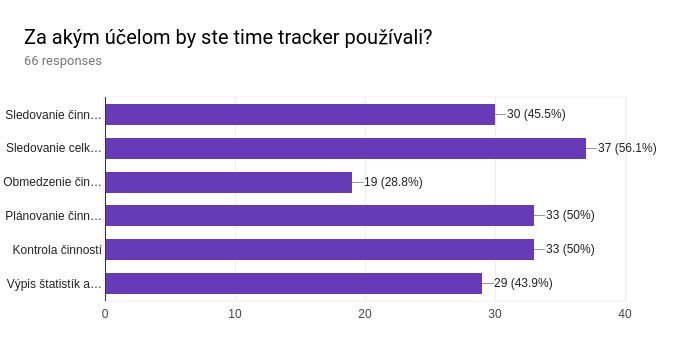 Za akým účelom by ste time tracker používali?
66 responses
Sledovanie činn… 30 (45.5%)
Sledovanie celk… 37 (56.1%)
Obmedzenie čin… 19 (28.8%)
Plánovanie činn… 33 (50%)
Kontrola činností 33 (50%)
Výpis štatistík a… 29 (43.9%)
0 10 20 30 40